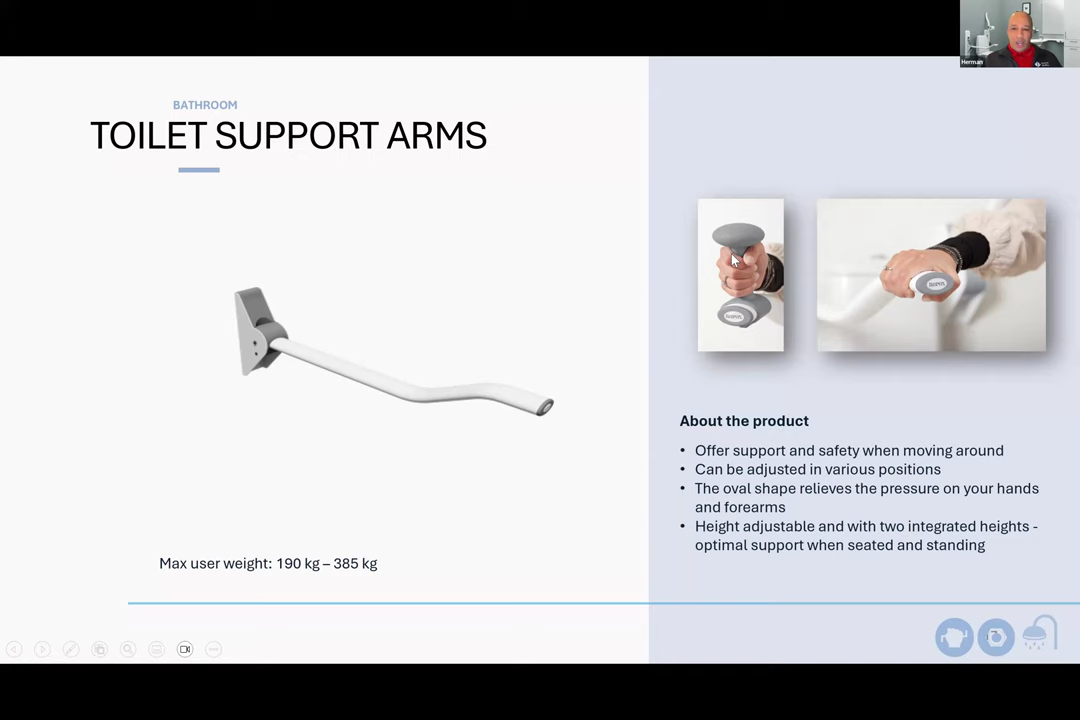 Herman
BATHROOM
TOILET SUPPORT ARMS
About the product
• Offer support and safety when moving around
• Can be adjusted in various positions
• The oval shape relieves the pressure on your hands
and forearms
• Height adjustable and with two integrated heights -
optimal support when seated and standing
Max user weight: 190 kg – 385 kg